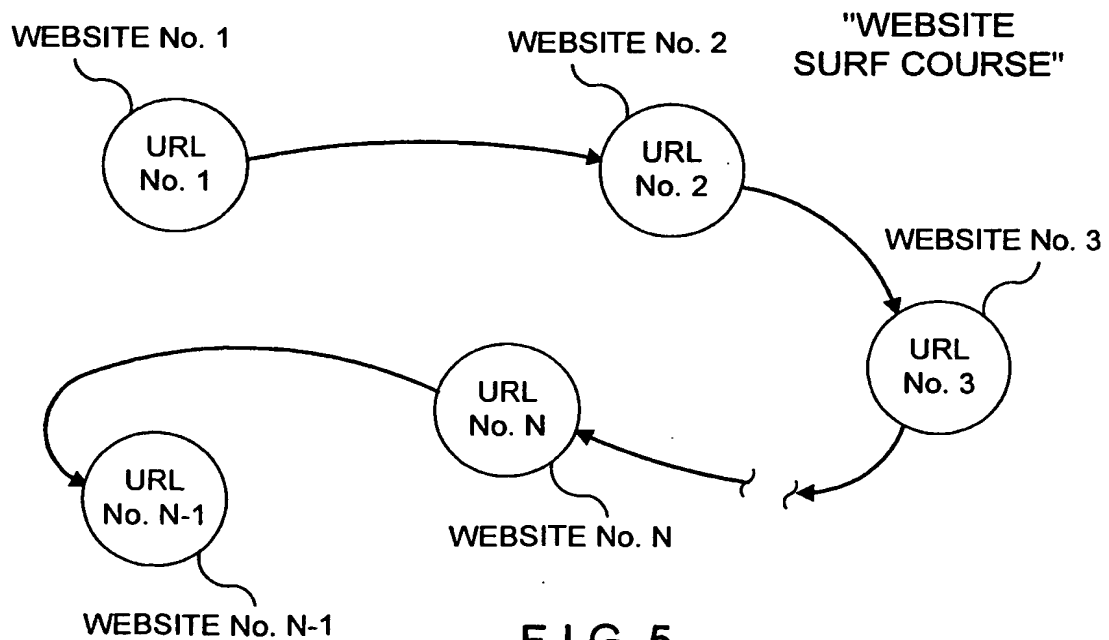 WEBSITE No. 1
WEBSITE No. 2
"WEBSITE
SURF COURSE"
URL
No. 1
URL
No. 2
WEBSITE No. 3
URL
No. 3
URL
No. N
URL
No. N-1
WEBSITE No. N
WEBSITE No. N-1
FIG. 5